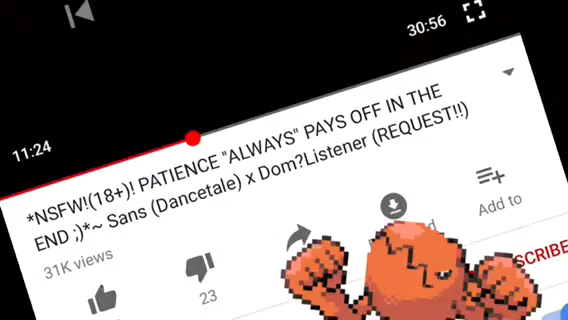 30:56
11:24
*NSFW!(18+)! PATIENCE "ALWAYS" PAYS OFF IN THE
END ;)*~ Sans (Dancetale) x Dom?Listener (REQUEST!!)
31K views
23
Add to